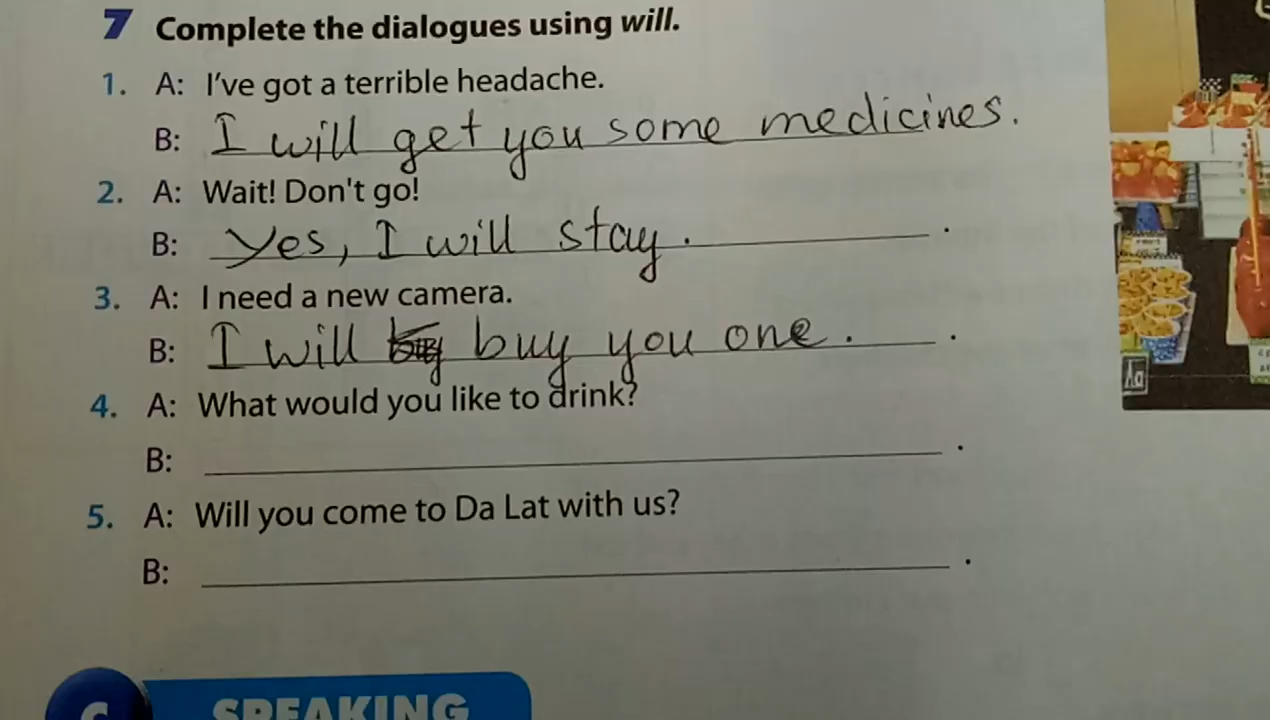 7 Complete the dialogues using will.
1. A: I've got a terrible headache.
B: I will get you some medicines.
2. A: Wait! Don't go!
B: Yes, I will stay. .
3. A: I need a new camera.
B: I will buy you one. .
4. A: What would you like to drink?
B: .
5. A: Will you come to Da Lat with us?
B: .
C SPEAKING